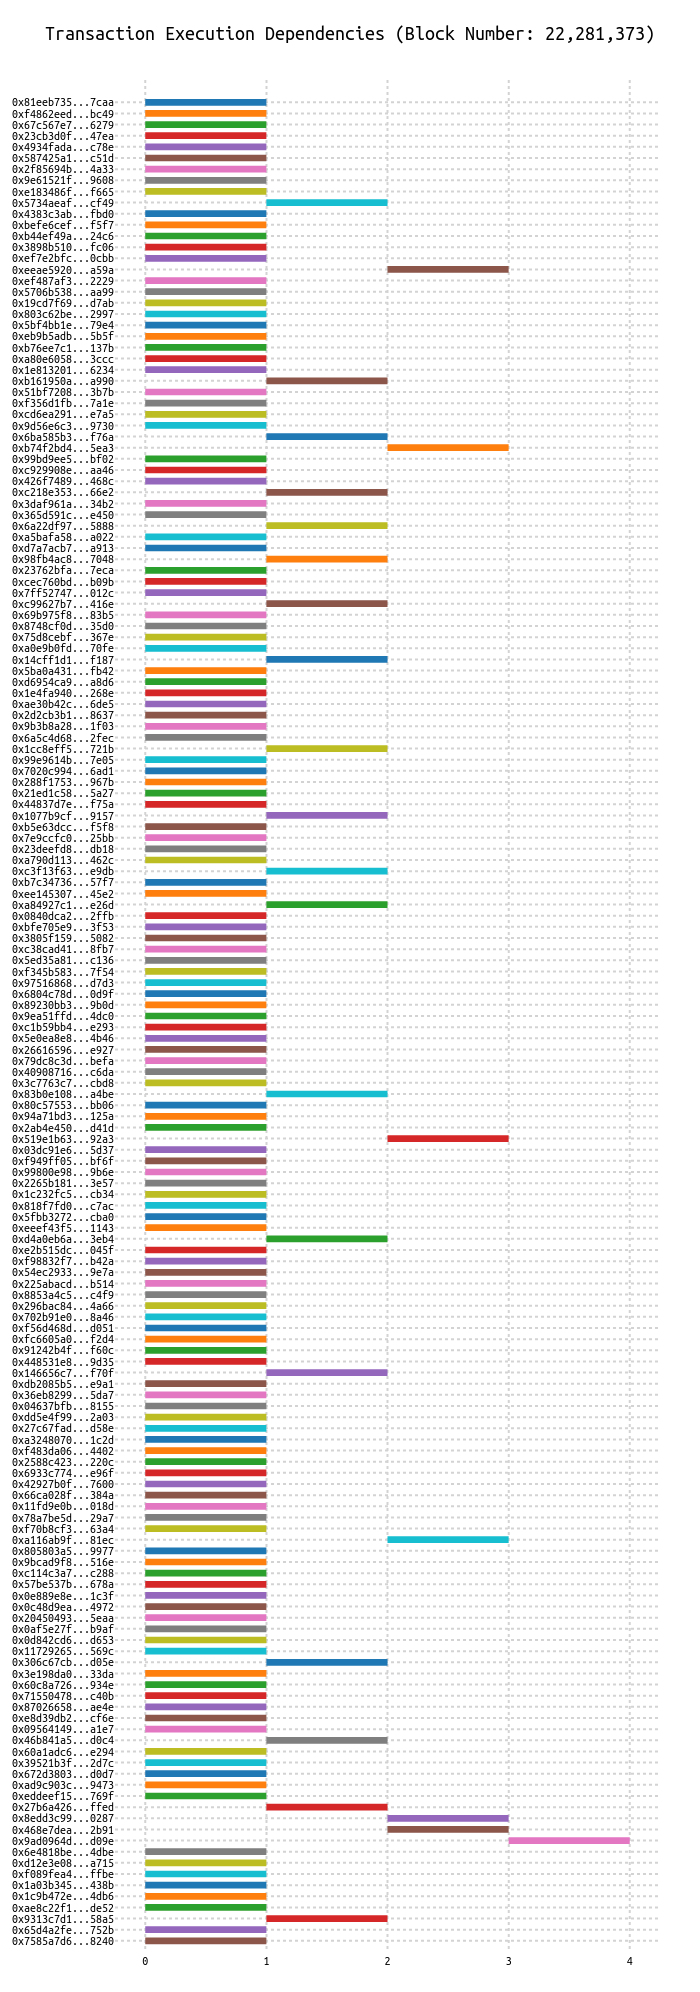 Transaction Execution Dependencies (Block Number: 22,281,373)
0x81eeb735...7caa
0xf4862eed...bc49
0x67c567e7...6279
0x23cb3d0f...47ea
0x4934fada...c78e
0x587425a1...c51d
0x2f85694b...4a33
0x9e61521f...9608
0xe183486f...f665
0x5734aeaf...cf49
0x4383c3ab...fbd0
0xbefe6cef...f5f7
0xb44ef49a...24c6
0x3898b510...fc06
0xef7e2bfc...0cbb
0xeeae5920...a59a
0xef487af3...2229
0x5706b538...aa99
0x19cd7f69...d7ab
0x803c62be...2997
0x5bf4bb1e...79e4
0xeb9b5adb...5b5f
0xb76ee7c1...137b
0xa80e6058...3ccc
0x1e813201...6234
0xb161950a...a990
0x51bf7208...3b7b
0xf356d1fb...7a1e
0xcd6ea291...e7a5
0x9d56e6c3...9730
0x6ba585b3...f76a
0xb74f2bd4...5ea3
0x99bd9ee5...bf02
0xc929908e...aa46
0x426f7489...468c
0xc218e353...66e2
0x3daf961a...34b2
0x365d591c...e450
0x6a22df97...5888
0xa5bafa58...a022
0xd7a7acb7...a913
0x98fb4ac8...7048
0x23762bfa...7eca
0xcec760bd...b09b
0x7ff52747...012c
0xc99627b7...416e
0x69b975f8...83b5
0x8748cf0d...35d0
0x75d8cebf...367e
0xa0e9b0fd...70fe
0x14cff1d1...f187
0x5ba0a431...fb42
0xd6954ca9...a8d6
0x1e4fa940...268e
0xae30b42c...6de5
0x2d2cb3b1...8637
0x9b3b8a28...1f03
0x6a5c4d68...2fec
0x1cc8eff5...721b
0x99e9614b...7e05
0x7020c994...6ad1
0x288f1753...967b
0x21ed1c58...5a27
0x44837d7e...f75a
0x1077b9cf...9157
0xb5e63dcc...f5f8
0x7e9ccfc0...25bb
0x23deefd8...db18
0xa790d113...462c
0xc3f13f63...e9db
0xb7c34736...57f7
0xee145307...45e2
0xa84927c1...e26d
0x0840dca2...2ffb
0xbfe705e9...3f53
0x3805f159...5082
0xc38cad41...8fb7
0x5ed35a81...c136
0xf345b583...7f54
0x97516868...d7d3
0x6804c78d...0d9f
0x89230bb3...9b0d
0x9ea51ffd...4dc0
0xc1b59bb4...e293
0x5e0ea8e8...4b46
0x26616596...e927
0x79dc8c3d...befa
0x40908716...c6da
0x3c7763c7...cbd8
0x83b0e108...a4be
0x80c57553...bb06
0x94a71bd3...125a
0x2ab4e450...d41d
0x519e1b63...92a3
0x03dc91e6...5d37
0xf949ff05...bf6f
0x99800e98...9b6e
0x2265b181...3e57
0x1c232fc5...cb34
0x818f7fd0...c7ac
0x5fbb3272...cba0
0xeeef43f5...1143
0xd4a0eb6a...3eb4
0xe2b515dc...045f
0xf98832f7...b42a
0x54ec2933...9e7a
0x225abacd...b514
0x8853a4c5...c4f9
0x296bac84...4a66
0x702b91e0...8a46
0xf56d468d...d051
0xfc6605a0...f2d4
0x91242b4f...f60c
0x448531e8...9d35
0x146656c7...f70f
0xdb2085b5...e9a1
0x36eb8299...5da7
0x04637bfb...8155
0xdd5e4f99...2a03
0x27c67fad...d58e
0xa3248070...1c2d
0xf483da06...4402
0x2588c423...220c
0x6933c774...e96f
0x42927b0f...7600
0x66ca028f...384a
0x11fd9e0b...018d
0x78a7be5d...29a7
0xf70b8cf3...63a4
0xa116ab9f...81ec
0x805803a5...9977
0x9bcad9f8...516e
0xc114c3a7...c288
0x57be537b...678a
0x0e889e8e...1c3f
0x0c48d9ea...4972
0x20450493...5eaa
0x0af5e27f...b9af
0x0d842cd6...d653
0x11729265...569c
0x306c67cb...d05e
0x3e198da0...33da
0x60c8a726...934e
0x71550478...c40b
0x87026658...ae4e
0xe8d39db2...cf6e
0x09564149...a1e7
0x46b841a5...d0c4
0x60a1adc6...e294
0x39521b3f...2d7c
0x672d3803...d0d7
0xad9c903c...9473
0xeddeef15...769f
0x27b6a426...ffed
0x8edd3c99...0287
0x468e7dea...2b91
0x9ad0964d...d09e
0x6e4818be...4dbe
0xd12e3e08...a715
0xf089fea4...ffbe
0x1a03b345...438b
0x1c9b472e...4db6
0xae8c22f1...de52
0x9313c7d1...58a5
0x65d4a2fe...752b
0x7585a7d6...8240
0 1 2 3 4